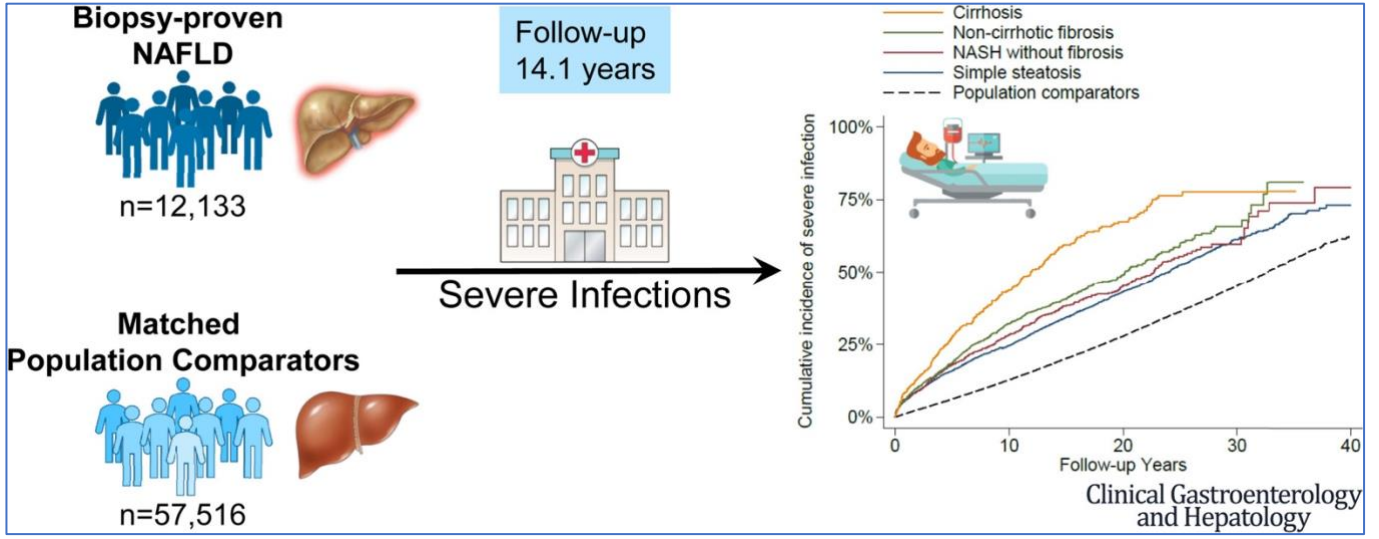 Biopsy-proven
NAFLD
n=12,133
Matched
Population Comparators
n=57,516
Follow-up
14.1 years
Severe Infections
Cirrhosis
Non-cirrhotic fibrosis
NASH without fibrosis
Simple steatosis
Population comparators
Cumulative incidence of severe infection
100%
75%
50%
25%
0%
0 10 20 30 40
Follow-up Years
Clinical Gastroenterology
and Hepatology